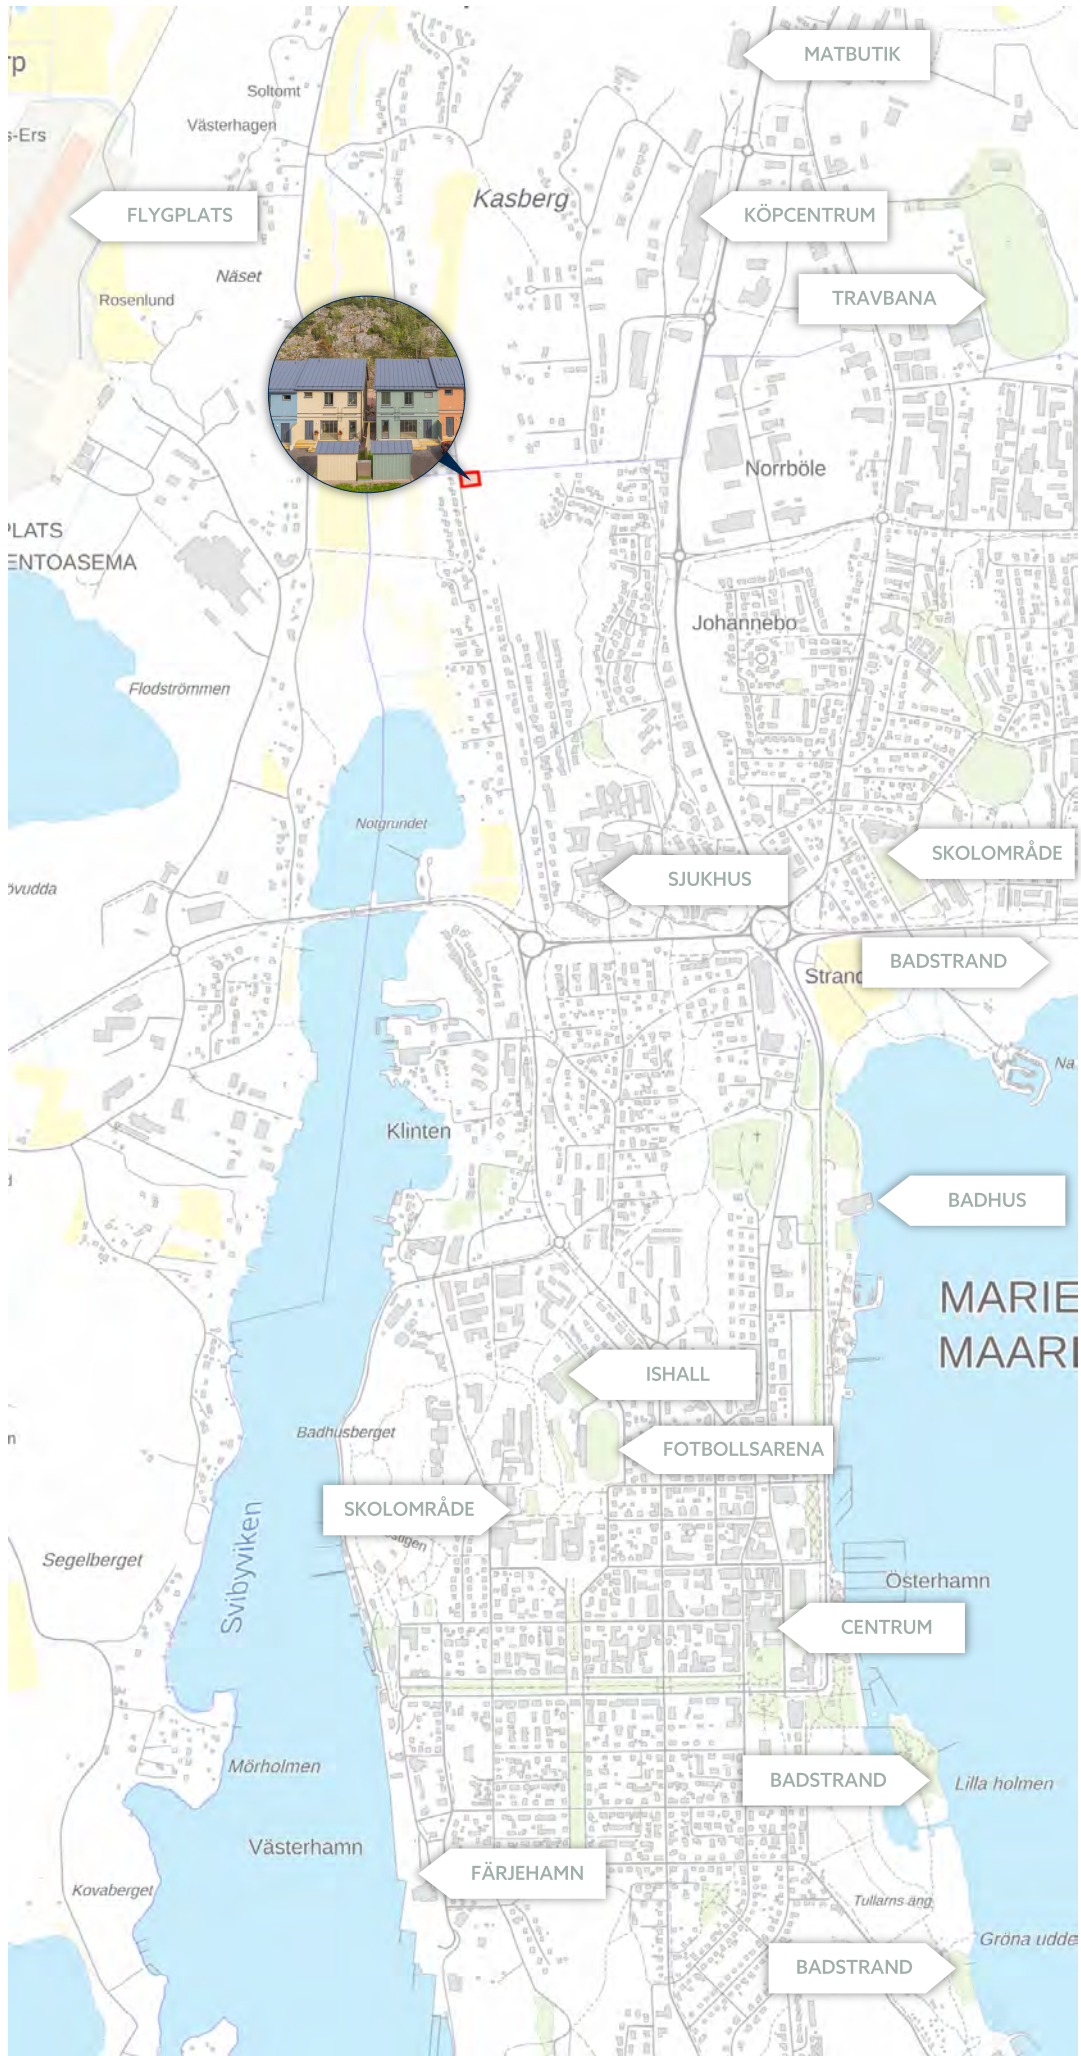 rp
MATBUTIK
Soltomt
Västerhagen
s-Ers
Kasberg
FLYGPLATS
KÖPCENTRUM
Näset
Rosenlund
TRAVBANA
Norrböle
PLATS
ENTOASEMA
Johannebo
Flodströmmen
Notgrundet
SKOLOMRÅDE
SJUKHUS
övudda
BADSTRAND
Strand
Na
Klinten
BADHUS
MARIE
MAARI
ISHALL
Badhusberget
n
FOTBOLLSARENA
SKOLOMRÅDE
Segelberget
Svibyviken
Österhamn
CENTRUM
Mörholmen
BADSTRAND
Lilla holmen
Västerhamn
FÄRJEHAMN
Kovaberget
Tullarns äng
Gröna udde
BADSTRAND